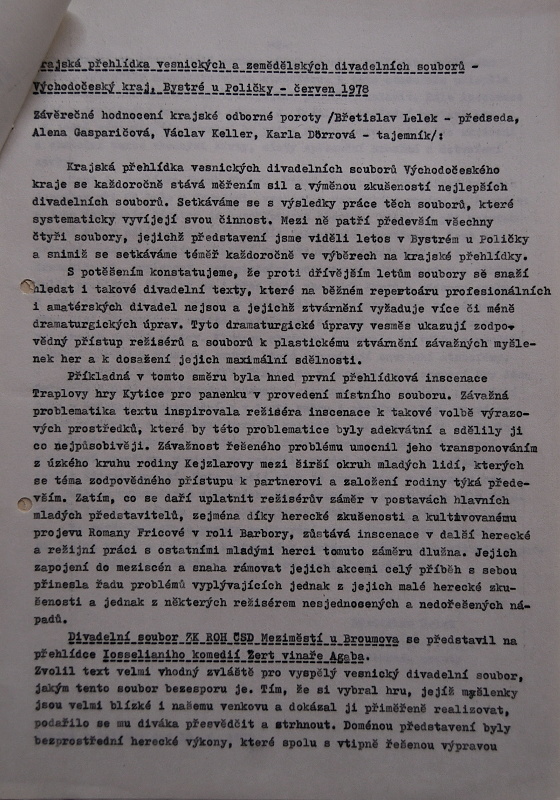 Krajská přehlídka vesnických a zemědělských divadelních souborů -
Východočeský kraj, Bystré u Poličky - červen 1978
Závěrečné hodnocení krajské odborné poroty /Břetislav Lelek - předseda,
Alena Gasparičová, Václav Keller, Karla Dörrová - tajemník/:
Krajská přehlídka vesnických divadelních souborů Východočeského
kraje se každoročně stává měřením sil a výměnou zkušeností nejlepších
divadelních souborů. Setkáváme se s výsledky práce těch souborů, které
systematicky vyvíjejí svou činnost. Mezi ně patří především všechny
čtyři soubory, jejichž představení jsme viděli letos v Bystrém u Poličky
a snimiž se setkáváme téměř každoročně ve výběrech na krajské přehlídky.
S potěšením konstatujeme, že proti dřívějším letům soubory se snaží
hledat i takové divadelní texty, které na běžném repertoáru profesionálních
i amatérských divadel nejsou a jejichž ztvárnění vyžaduje více či méně
dramaturgických úprav. Tyto dramaturgické úpravy vesměs ukazují zodpo-
vědný přístup režisérů a souborů k plastickému ztvárnění závažných myšle-
nek her a k dosažení jejich maximální sdělnosti.
Příkladná v tomto směru byla hned první přehlídková inscenace
Traplovy hry Kytice pro panenku v provedení místního souboru. Závažná
problematika textu inspirovala režiséra inscenace k takové volbě výrazo-
vých prostředků, které by této problematice byly adekvátní a sdělily ji
co nejpůsobivěji. Závažnost řešeného problému umocnil jeho transponováním
z úzkého kruhu rodiny Kejzlarovy mezi širší okruh mladých lidí, kterých
se téma zodpovědného přístupu k partnerovi a založení rodiny týká přede-
vším. Zatím, co se daří uplatnit režisérův záměr v postavách hlavních
mladých představitelů, zejména díky herecké zkušenosti a kultivovanému
projevu Romany Fricové v roli Barbory, zůstává inscenace v další herecké
a režijní práci s ostatními mladými herci tomuto záměru dlužna. Jejich
zapojení do meziscén a snaha rámovat jejich akcemi celý příběh s sebou
přinesla řadu problémů vyplývajících jednak z jejich malé herecké zku-
šenosti a jednak z některých režisérem nesjednosených a nedořešených ná-
padů.
Divadelní soubor ZK ROH ČSD Meziměstí u Broumova se představil na
přehlídce Iosselianiho komedií Žert vinaře Agaba.
Zvolil text velmi vhodný zvláště pro vyspělý vesnický divadelní soubor,
jakým tento soubor bezesporu je. Tím, že si vybral hru, jejíž myšlenky
jsou velmi blízké i našemu venkovu a dokázal ji přiměřeně realizovat,
podařilo se mu diváka přesvědčit a strhnout. Doménou představení byly
bezprostřední herecké výkony, které spolu s vtipně řešenou výpravou